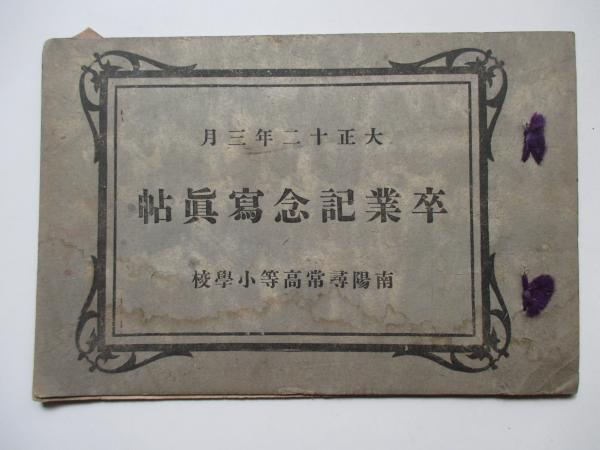 大正十二年三月
卒業記念寫眞帖
南陽尋常高等小學校